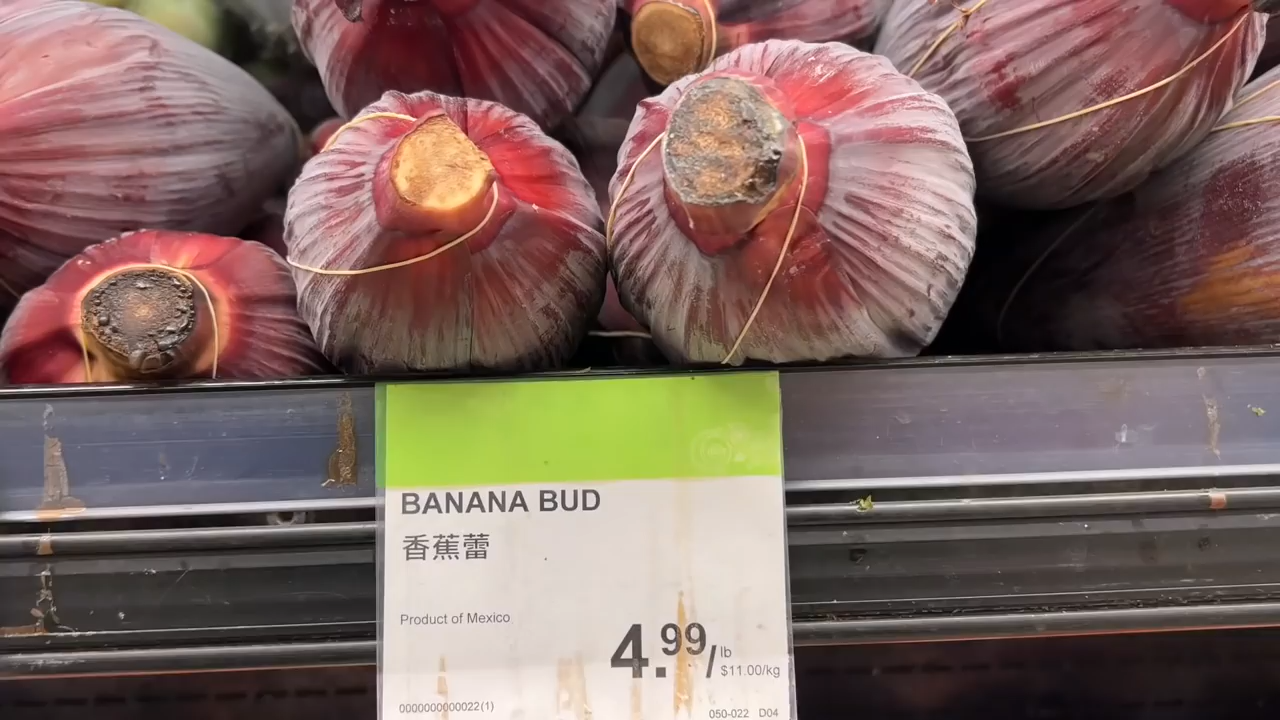 BANANA BUD
香蕉蕾
Product of Mexico
4.99/lb
$11.00/kg
0000000000022(1)
050-022 D04